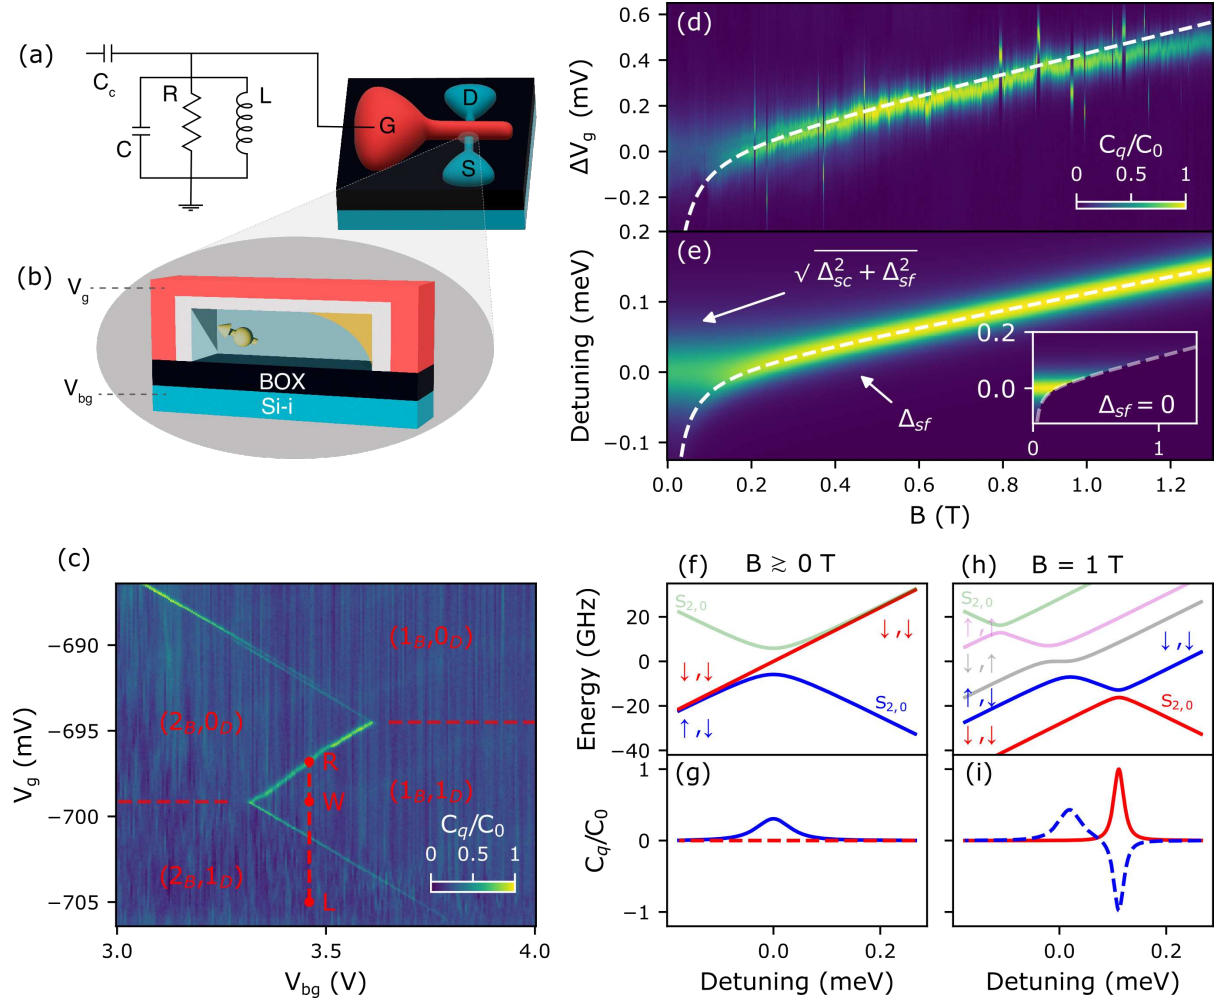 (a)
C_c
R
L
C
G
D
S
(b)
V_g
V_bg
BOX
Si-i
(c)
V_g (mV)
−690
−695
−700
−705
(1_B,0_D)
(2_B,0_D)
R
W
(1_B,1_D)
(2_B,1_D)
L
C_q/C_0
0 0.5 1
3.0 3.5 4.0
V_bg (V)
(d)
ΔV_g (mV)
0.6
0.4
0.2
0.0
−0.2
C_q/C_0
0 0.5 1
(e)
Detuning (meV)
0.2
0.1
0.0
−0.1
√Δ_sc^2 + Δ_sf^2
Δ_sf
0.2
0.0
Δ_sf = 0
0 1
0.0 0.2 0.4 0.6 0.8 1.0 1.2
B (T)
(f) B ≳ 0 T
Energy (GHz)
20
0
−20
−40
S_2,0
↓,↓
↓,↓
↑,↓
S_2,0
(g)
C_q/C_0
1
0
−1
0.0 0.2
Detuning (meV)
(h) B = 1 T
S_2,0
↑,↑
↓,↑
↓,↓
↑,↓
S_2,0
↓,↓
(i)
0.0 0.2
Detuning (meV)